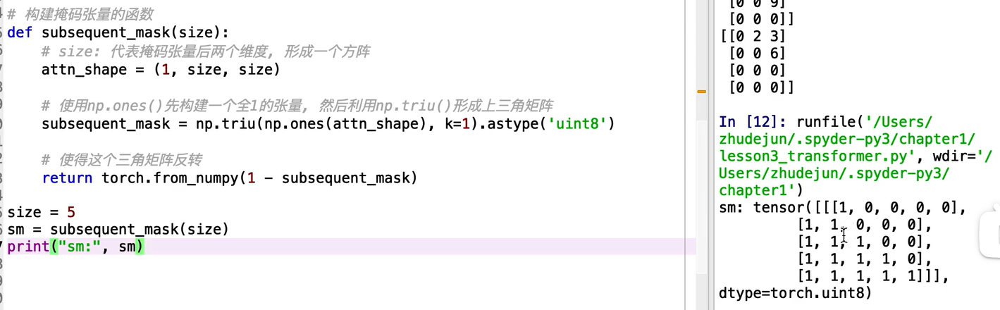 # 构建掩码张量的函数
def subsequent_mask(size):
    # size: 代表掩码张量后两个维度, 形成一个方阵
    attn_shape = (1, size, size)
    # 使用np.ones()先构建一个全1的张量, 然后利用np.triu()形成上三角矩阵
    subsequent_mask = np.triu(np.ones(attn_shape), k=1).astype('uint8')
    # 使得这个三角矩阵反转
    return torch.from_numpy(1 - subsequent_mask)
size = 5
sm = subsequent_mask(size)
print("sm:", sm)
[0 0 9]
[0 0 0]]
[[0 2 3]
[0 0 6]
[0 0 0]
[0 0 0]]
In [12]: runfile('/Users/
zhudejun/.spyder-py3/chapter1/
lesson3_transformer.py', wdir='/
Users/zhudejun/.spyder-py3/
chapter1')
sm: tensor([[[1, 0, 0, 0, 0],
[1, 1, 0, 0, 0],
[1, 1, 1, 0, 0],
[1, 1, 1, 1, 0],
[1, 1, 1, 1, 1]]],
dtype=torch.uint8)